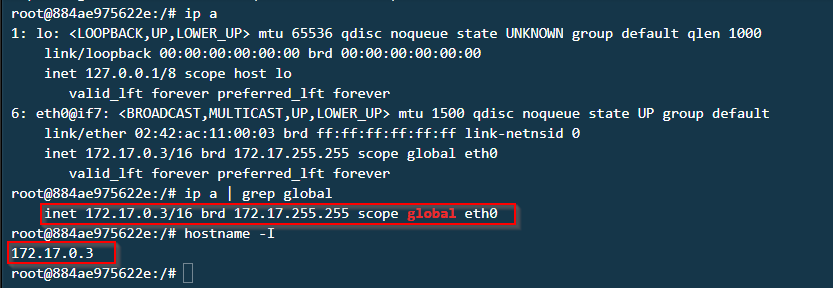 root@884ae975622e:/# ip a
1: lo: <LOOPBACK,UP,LOWER_UP> mtu 65536 qdisc noqueue state UNKNOWN group default qlen 1000
    link/loopback 00:00:00:00:00:00 brd 00:00:00:00:00:00
    inet 127.0.0.1/8 scope host lo
       valid_lft forever preferred_lft forever
6: eth0@if7: <BROADCAST,MULTICAST,UP,LOWER_UP> mtu 1500 qdisc noqueue state UP group default
    link/ether 02:42:ac:11:00:03 brd ff:ff:ff:ff:ff:ff link-netnsid 0
    inet 172.17.0.3/16 brd 172.17.255.255 scope global eth0
       valid_lft forever preferred_lft forever
root@884ae975622e:/# ip a | grep global
    inet 172.17.0.3/16 brd 172.17.255.255 scope global eth0
root@884ae975622e:/# hostname -I
172.17.0.3
root@884ae975622e:/#